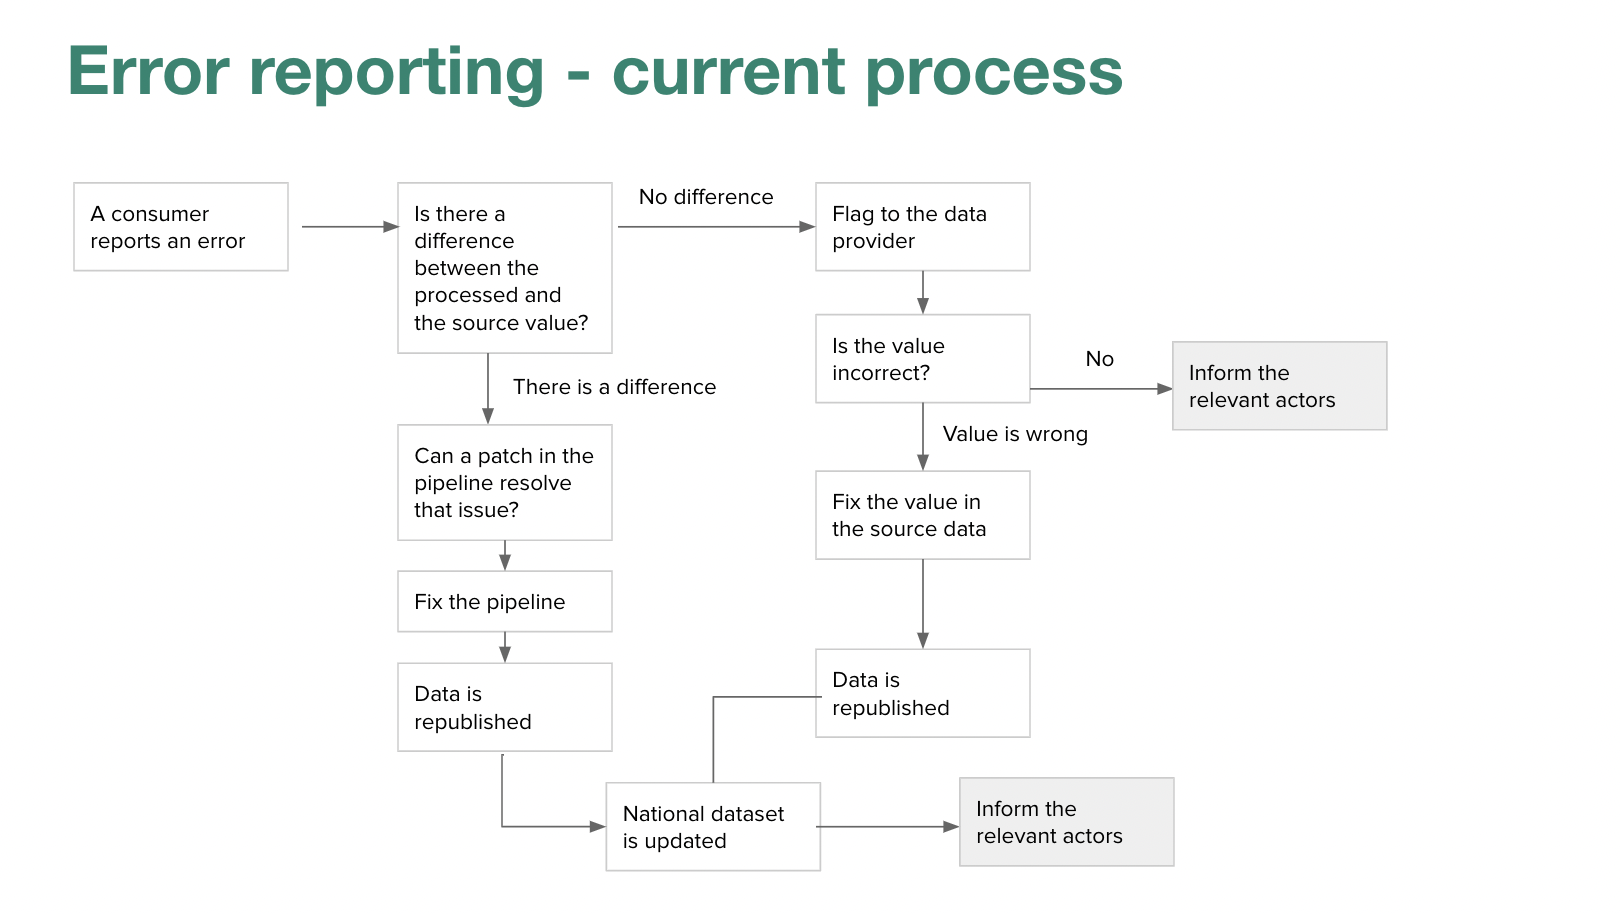 Error reporting - current process
A consumer
reports an error
Is there a
difference
between the
processed and
the source value?
No difference
Flag to the data
provider
Is the value
incorrect?
No
Inform the
relevant actors
There is a difference
Value is wrong
Can a patch in the
pipeline resolve
that issue?
Fix the value in
the source data
Fix the pipeline
Data is
republished
Data is
republished
National dataset
is updated
Inform the
relevant actors